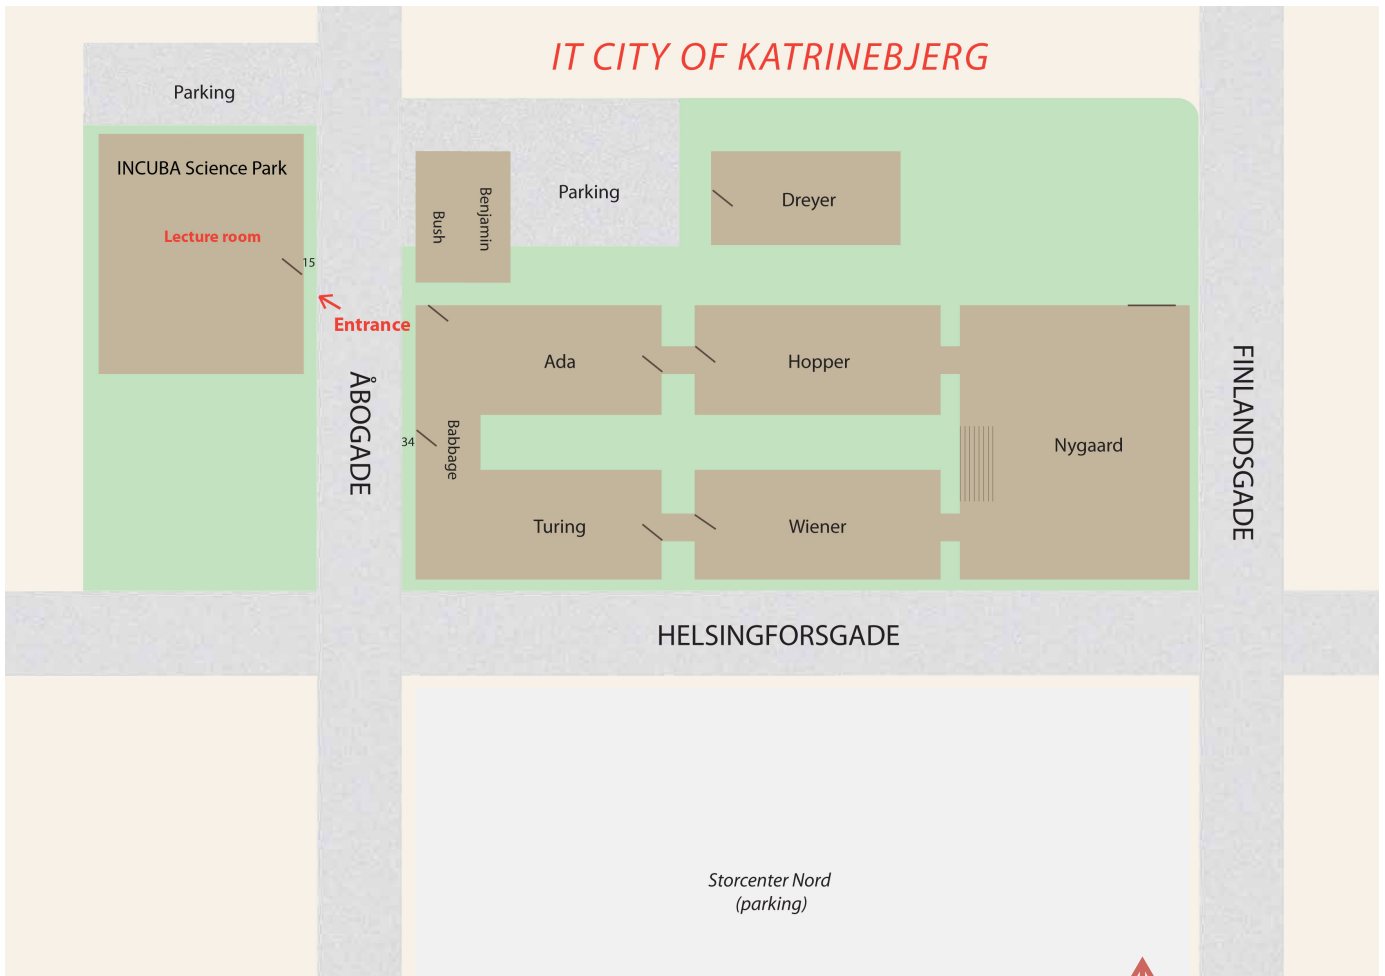 IT CITY OF KATRINEBJERG
Parking
INCUBA Science Park
Lecture room
15
Entrance
ÅBOGADE
Benjamin
Bush
Parking
Dreyer
Ada
Hopper
34
Babbage
Nygaard
Turing
Wiener
FINLANDSGADE
HELSINGFORSGADE
Storcenter Nord
(parking)